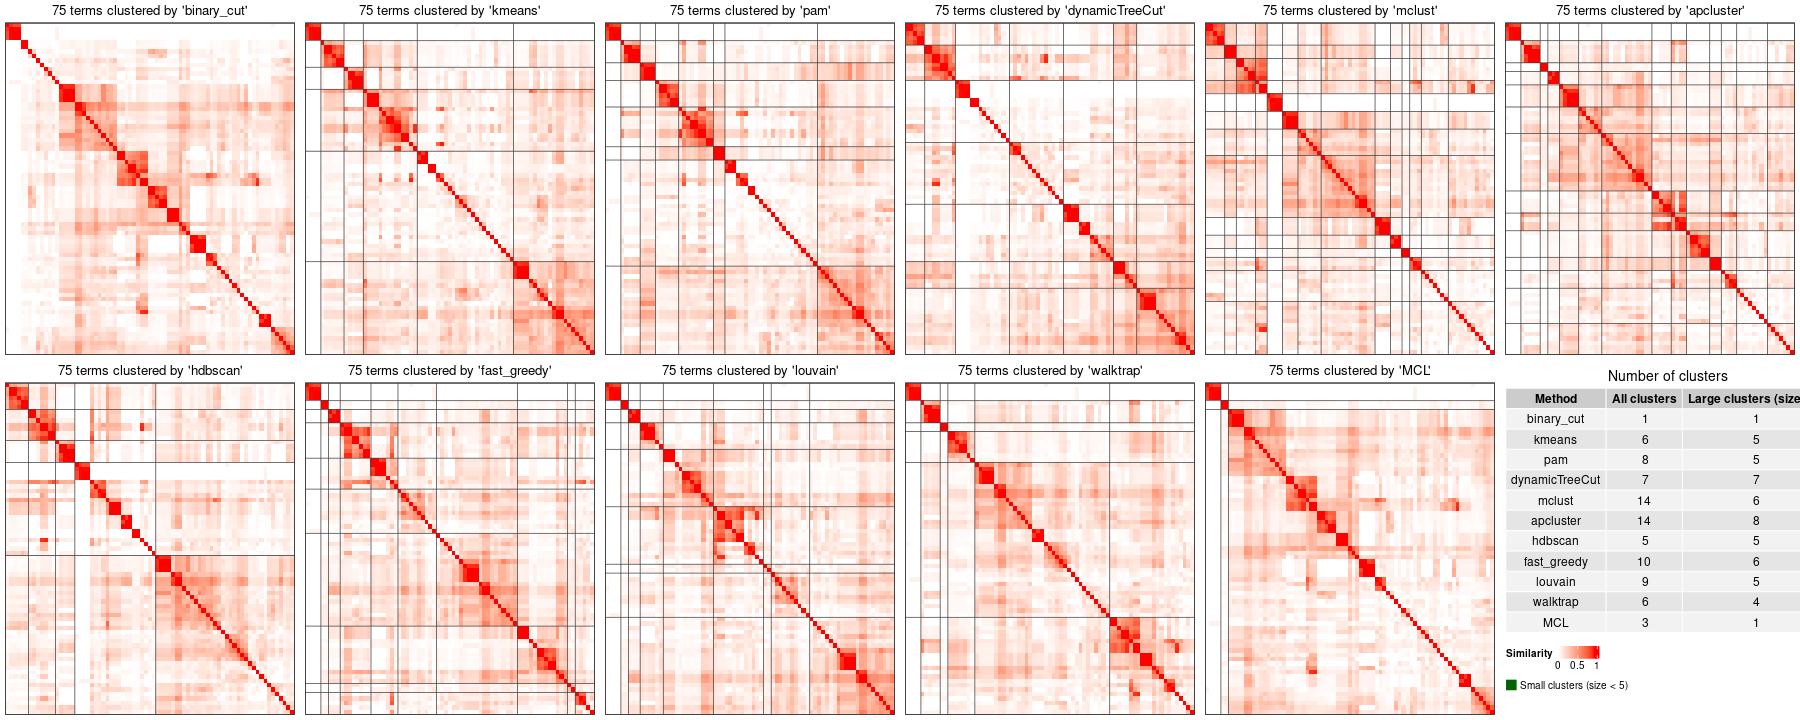 75 terms clustered by 'binary_cut'
75 terms clustered by 'kmeans'
75 terms clustered by 'pam'
75 terms clustered by 'dynamicTreeCut'
75 terms clustered by 'mclust'
75 terms clustered by 'apcluster'
75 terms clustered by 'hdbscan'
75 terms clustered by 'fast_greedy'
75 terms clustered by 'louvain'
75 terms clustered by 'walktrap'
75 terms clustered by 'MCL'
Number of clusters
Method All clusters Large clusters (size
binary_cut 1 1
kmeans 6 5
pam 8 5
dynamicTreeCut 7 7
mclust 14 6
apcluster 14 8
hdbscan 5 5
fast_greedy 10 6
louvain 9 5
walktrap 6 4
MCL 3 1
Similarity
0 0.5 1
Small clusters (size < 5)